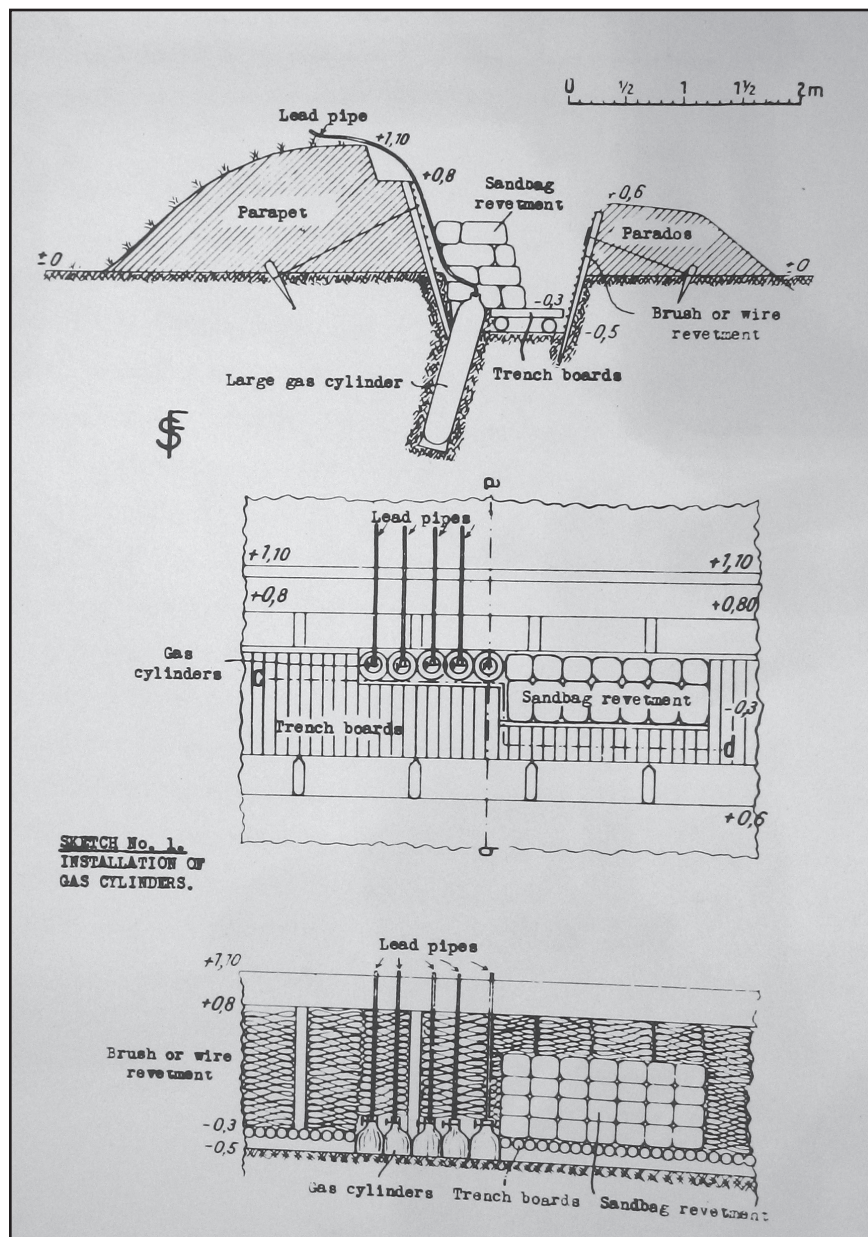 0 ½ 1 1½ 2m
Lead pipe
+1,10
+0,8
Sandbag
revetment
+0,6
Parapet
Parados
±0
±0
-0,3
Brush or wire
revetment
-0,5
Trench boards
Large gas cylinder
a
Lead pipes
+1,10
+1,10
+0,8
+0,80
Gas
cylinders
c
Sandbag revetment
-0,3
Trench boards
d
+0,6
b
SKETCH No. 1.
INSTALLATION OF
GAS CYLINDERS.
Lead pipes
+1,10
+0,8
Brush or wire
revetment
-0,3
-0,5
Gas cylinders Trench boards Sandbag revetment